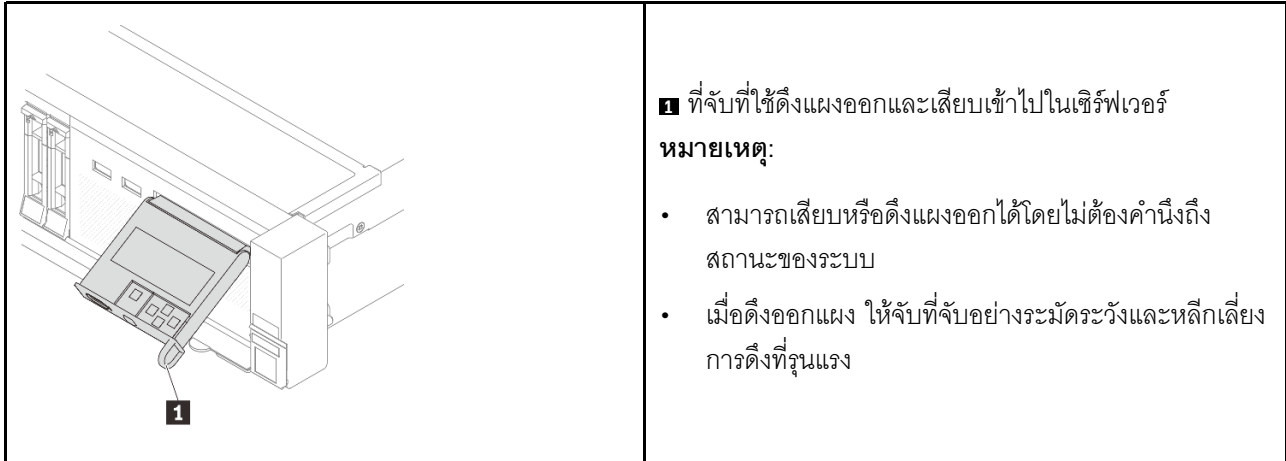 1
1 ที่จับที่ใช้ดึงแผงออกและเสียบเข้าไปในเซิร์ฟเวอร์
หมายเหตุ:
• สามารถเสียบหรือดึงแผงออกได้โดยไม่ต้องคำนึงถึง
สถานะของระบบ
• เมื่อดึงออกแผง ให้จับที่จับอย่างระมัดระวังและหลีกเลี่ยง
การดึงที่รุนแรง